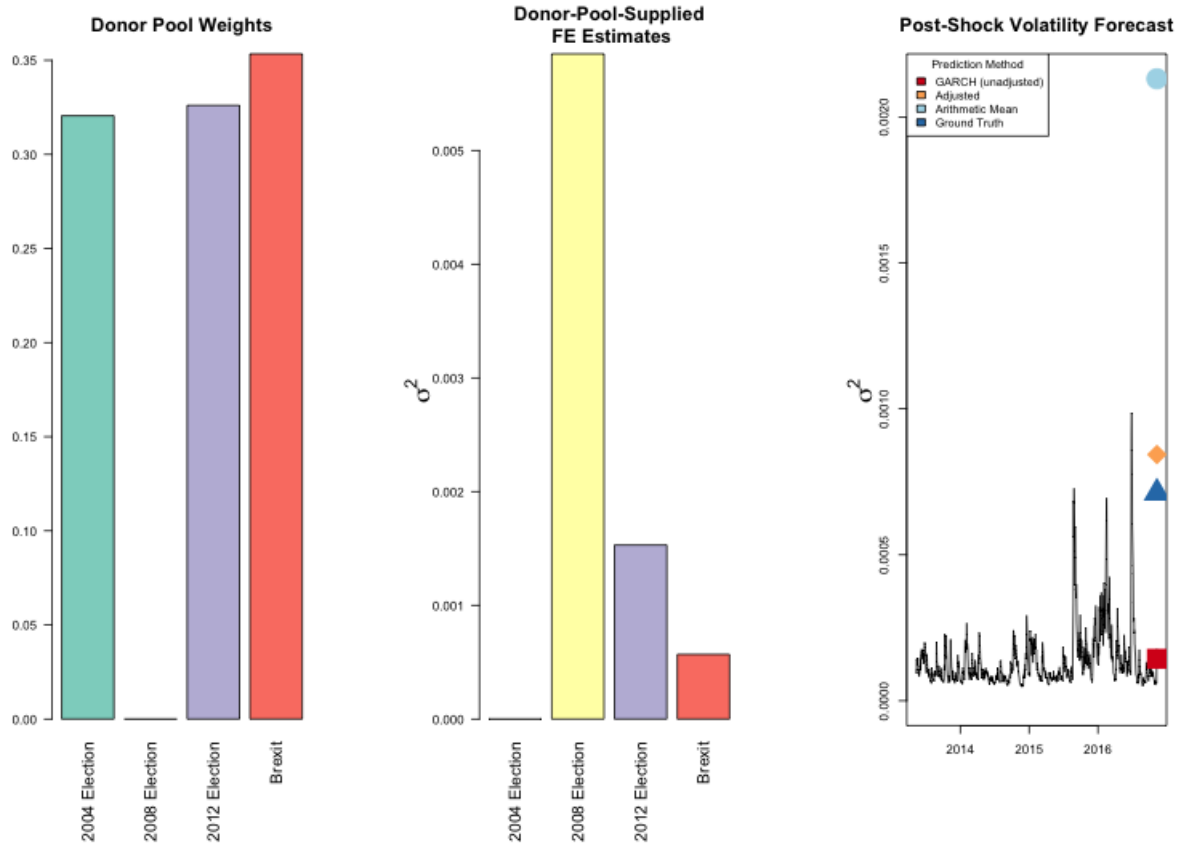 Donor Pool Weights
0.35
0.30
0.25
0.20
0.15
0.10
0.05
0.00
2004 Election
2008 Election
2012 Election
Brexit
Donor-Pool-Supplied
FE Estimates
σ²
0.005
0.004
0.003
0.002
0.001
0.000
2004 Election
2008 Election
2012 Election
Brexit
Post-Shock Volatility Forecast
Prediction Method
GARCH (unadjusted)
Adjusted
Arithmetic Mean
Ground Truth
σ²
0.0020
0.0015
0.0010
0.0005
0.0000
2014
2015
2016